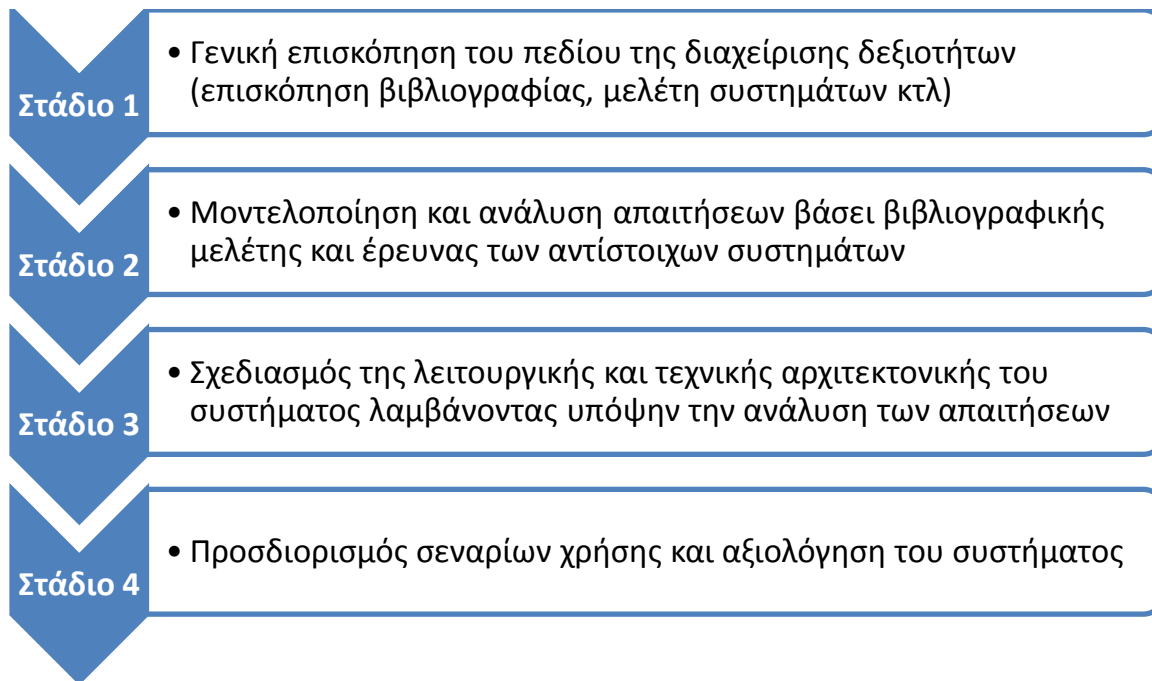 Στάδιο 1
• Γενική επισκόπηση του πεδίου της διαχείρισης δεξιοτήτων
(επισκόπηση βιβλιογραφίας, μελέτη συστημάτων κτλ)
Στάδιο 2
• Μοντελοποίηση και ανάλυση απαιτήσεων βάσει βιβλιογραφικής
μελέτης και έρευνας των αντίστοιχων συστημάτων
Στάδιο 3
• Σχεδιασμός της λειτουργικής και τεχνικής αρχιτεκτονικής του
συστήματος λαμβάνοντας υπόψην την ανάλυση των απαιτήσεων
Στάδιο 4
• Προσδιορισμός σεναρίων χρήσης και αξιολόγηση του συστήματος